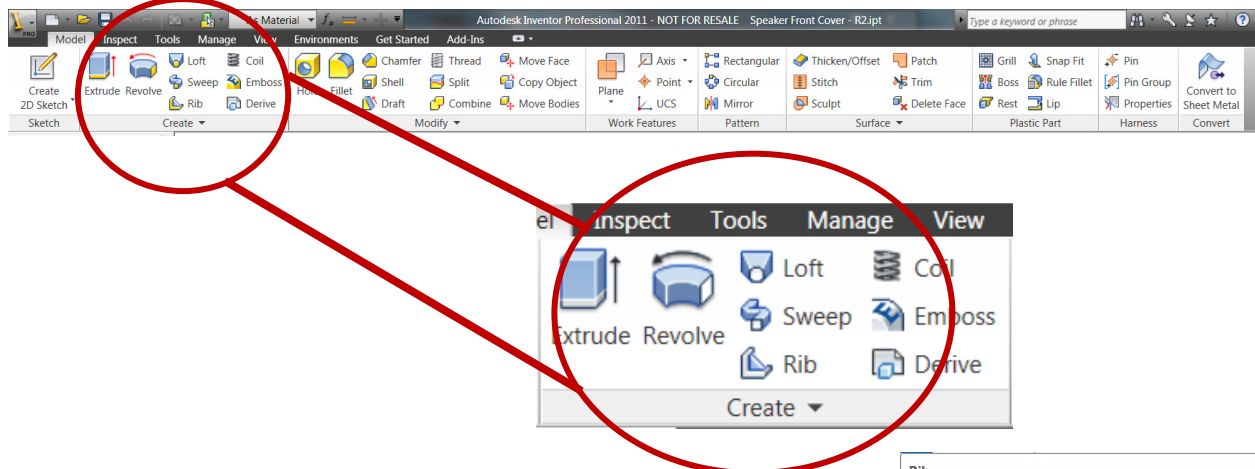 PRO
As Material
Autodesk Inventor Professional 2011 - NOT FOR RESALE Speaker Front Cover - R2.ipt
Type a keyword or phrase
Model Inspect Tools Manage View Environments Get Started Add-Ins
Loft Coil Chamfer Thread Move Face Axis Rectangular Thicken/Offset Patch Grill Snap Fit Pin
Create Extrude Revolve Sweep Emboss Fillet Shell Split Copy Object Plane Point Circular Stitch Trim Boss Rule Fillet Pin Group Convert to
2D Sketch Rib Derive Draft Combine Move Bodies UCS Mirror Sculpt Delete Face Rest Lip Properties Sheet Metal
Sketch Create Modify Work Features Pattern Surface Plastic Part Harness Convert
el Inspect Tools Manage View
Loft Coil
Extrude Revolve Sweep Emboss
Rib Derive
Create